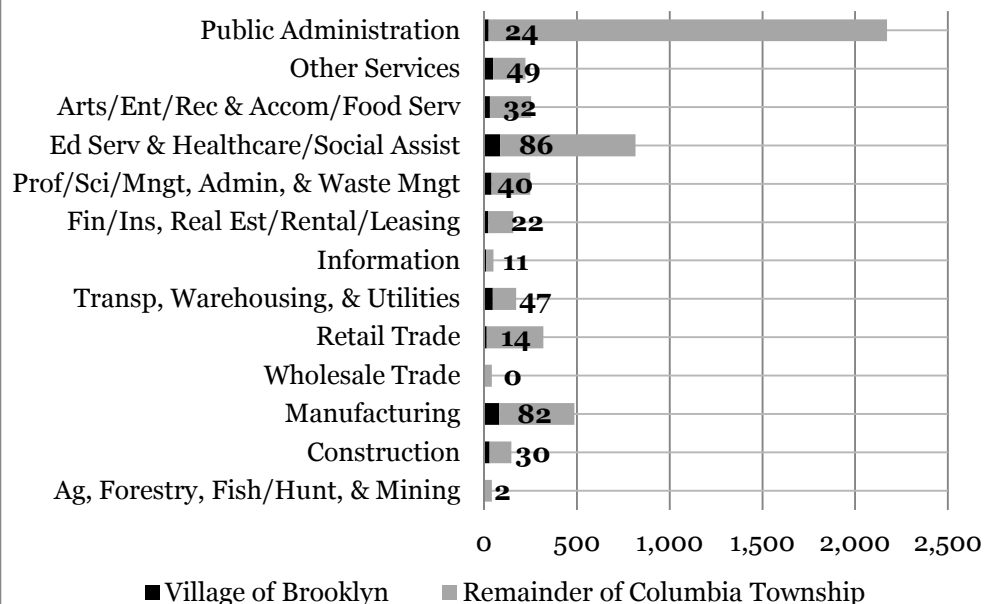 Public Administration 24
Other Services 49
Arts/Ent/Rec & Accom/Food Serv 32
Ed Serv & Healthcare/Social Assist 86
Prof/Sci/Mngt, Admin, & Waste Mngt 40
Fin/Ins, Real Est/Rental/Leasing 22
Information 11
Transp, Warehousing, & Utilities 47
Retail Trade 14
Wholesale Trade 0
Manufacturing 82
Construction 30
Ag, Forestry, Fish/Hunt, & Mining 2
0 500 1,000 1,500 2,000 2,500
Village of Brooklyn Remainder of Columbia Township